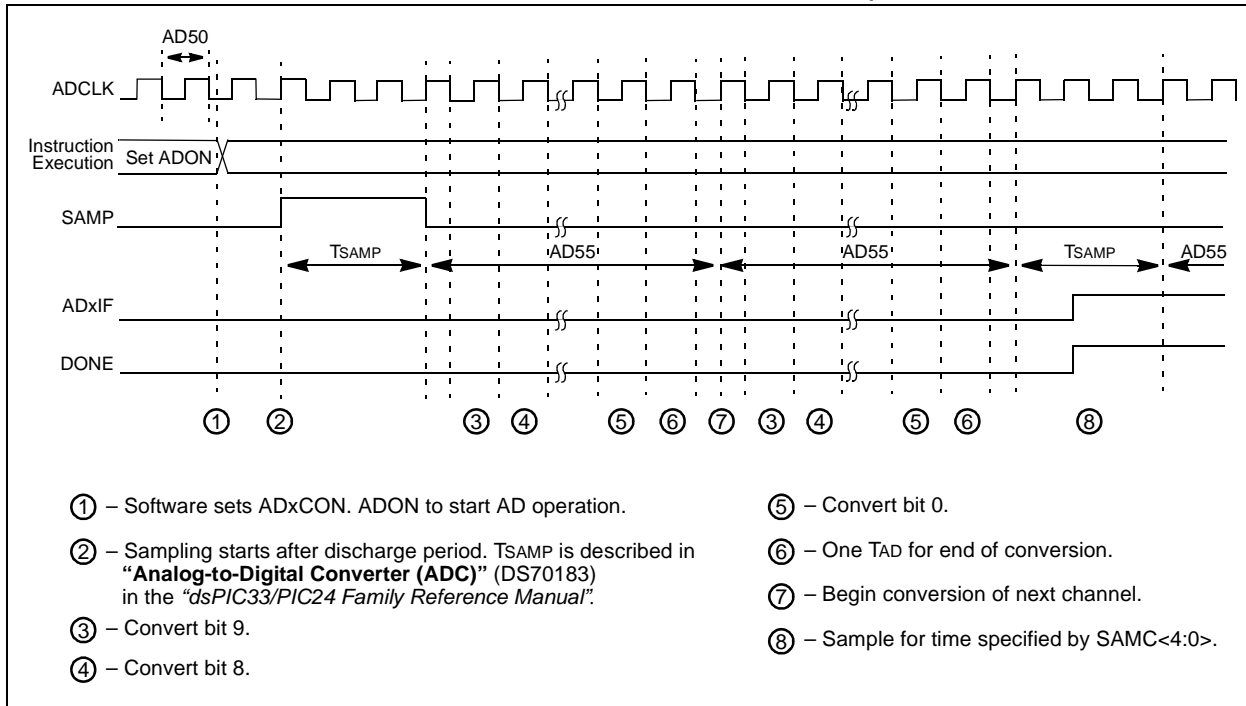 AD50
ADCLK
Instruction
Execution
Set ADON
SAMP
TSAMP
AD55
AD55
TSAMP
AD55
ADxIF
DONE
1 2 3 4 5 6 7 3 4 5 6 8
1 – Software sets ADxCON. ADON to start AD operation.
2 – Sampling starts after discharge period. TSAMP is described in
“Analog-to-Digital Converter (ADC)” (DS70183)
in the “dsPIC33/PIC24 Family Reference Manual”.
3 – Convert bit 9.
4 – Convert bit 8.
5 – Convert bit 0.
6 – One TAD for end of conversion.
7 – Begin conversion of next channel.
8 – Sample for time specified by SAMC<4:0>.